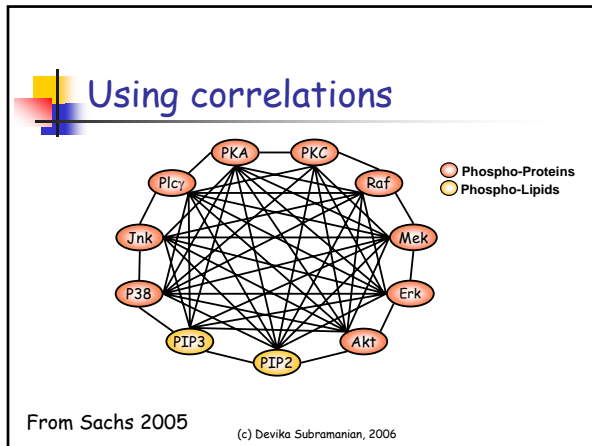 Using correlations
PKA
PKC
Plcγ
Raf
Phospho-Proteins
Phospho-Lipids
Jnk
Mek
P38
Erk
PIP3
Akt
PIP2
From Sachs 2005
(c) Devika Subramanian, 2006